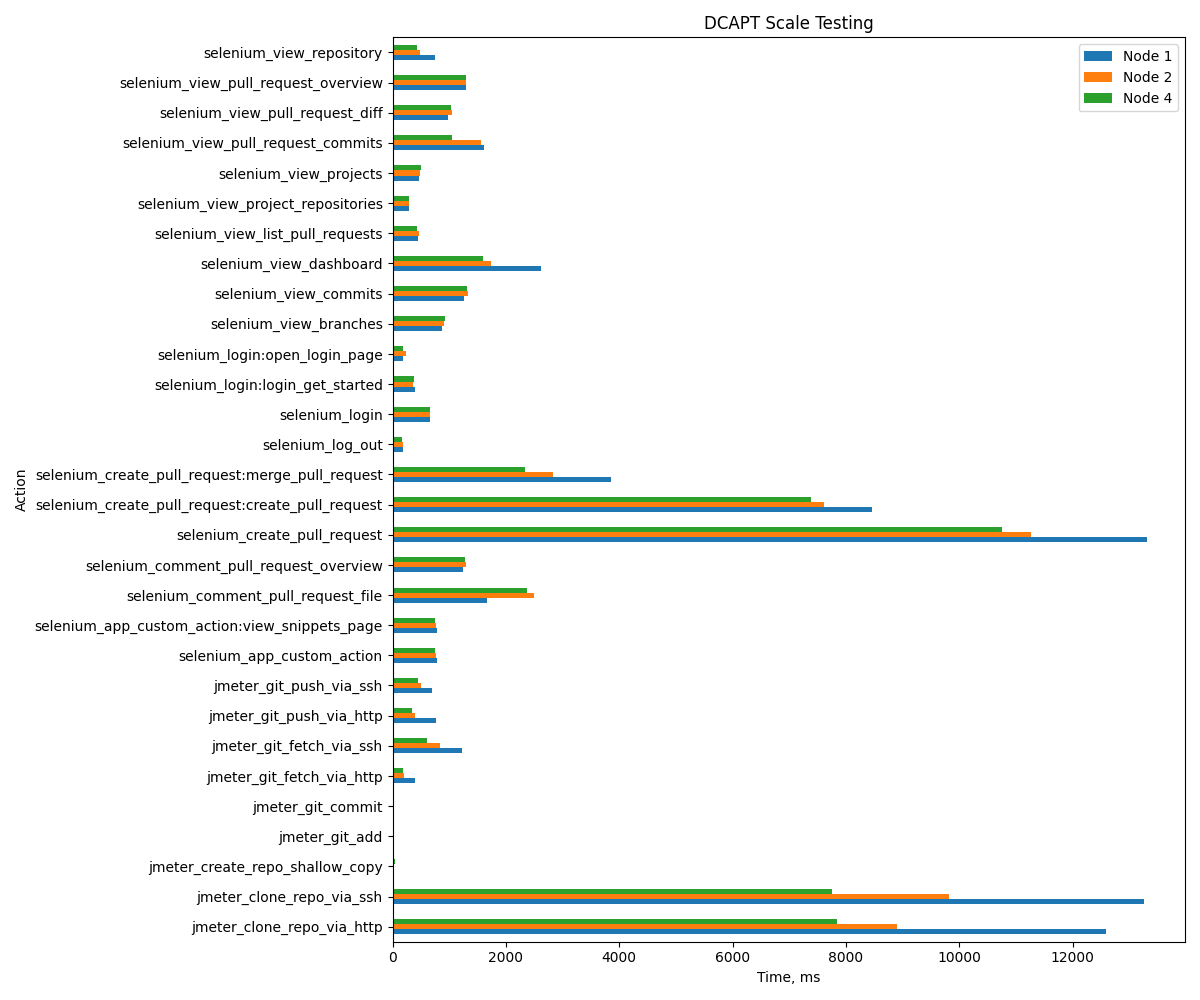 DCAPT Scale Testing
Node 1
Node 2
Node 4
selenium_view_repository
selenium_view_pull_request_overview
selenium_view_pull_request_diff
selenium_view_pull_request_commits
selenium_view_projects
selenium_view_project_repositories
selenium_view_list_pull_requests
selenium_view_dashboard
selenium_view_commits
selenium_view_branches
selenium_login:open_login_page
selenium_login:login_get_started
selenium_login
selenium_log_out
selenium_create_pull_request:merge_pull_request
selenium_create_pull_request:create_pull_request
selenium_create_pull_request
selenium_comment_pull_request_overview
selenium_comment_pull_request_file
selenium_app_custom_action:view_snippets_page
selenium_app_custom_action
jmeter_git_push_via_ssh
jmeter_git_push_via_http
jmeter_git_fetch_via_ssh
jmeter_git_fetch_via_http
jmeter_git_commit
jmeter_git_add
jmeter_create_repo_shallow_copy
jmeter_clone_repo_via_ssh
jmeter_clone_repo_via_http
Action
0 2000 4000 6000 8000 10000 12000
Time, ms